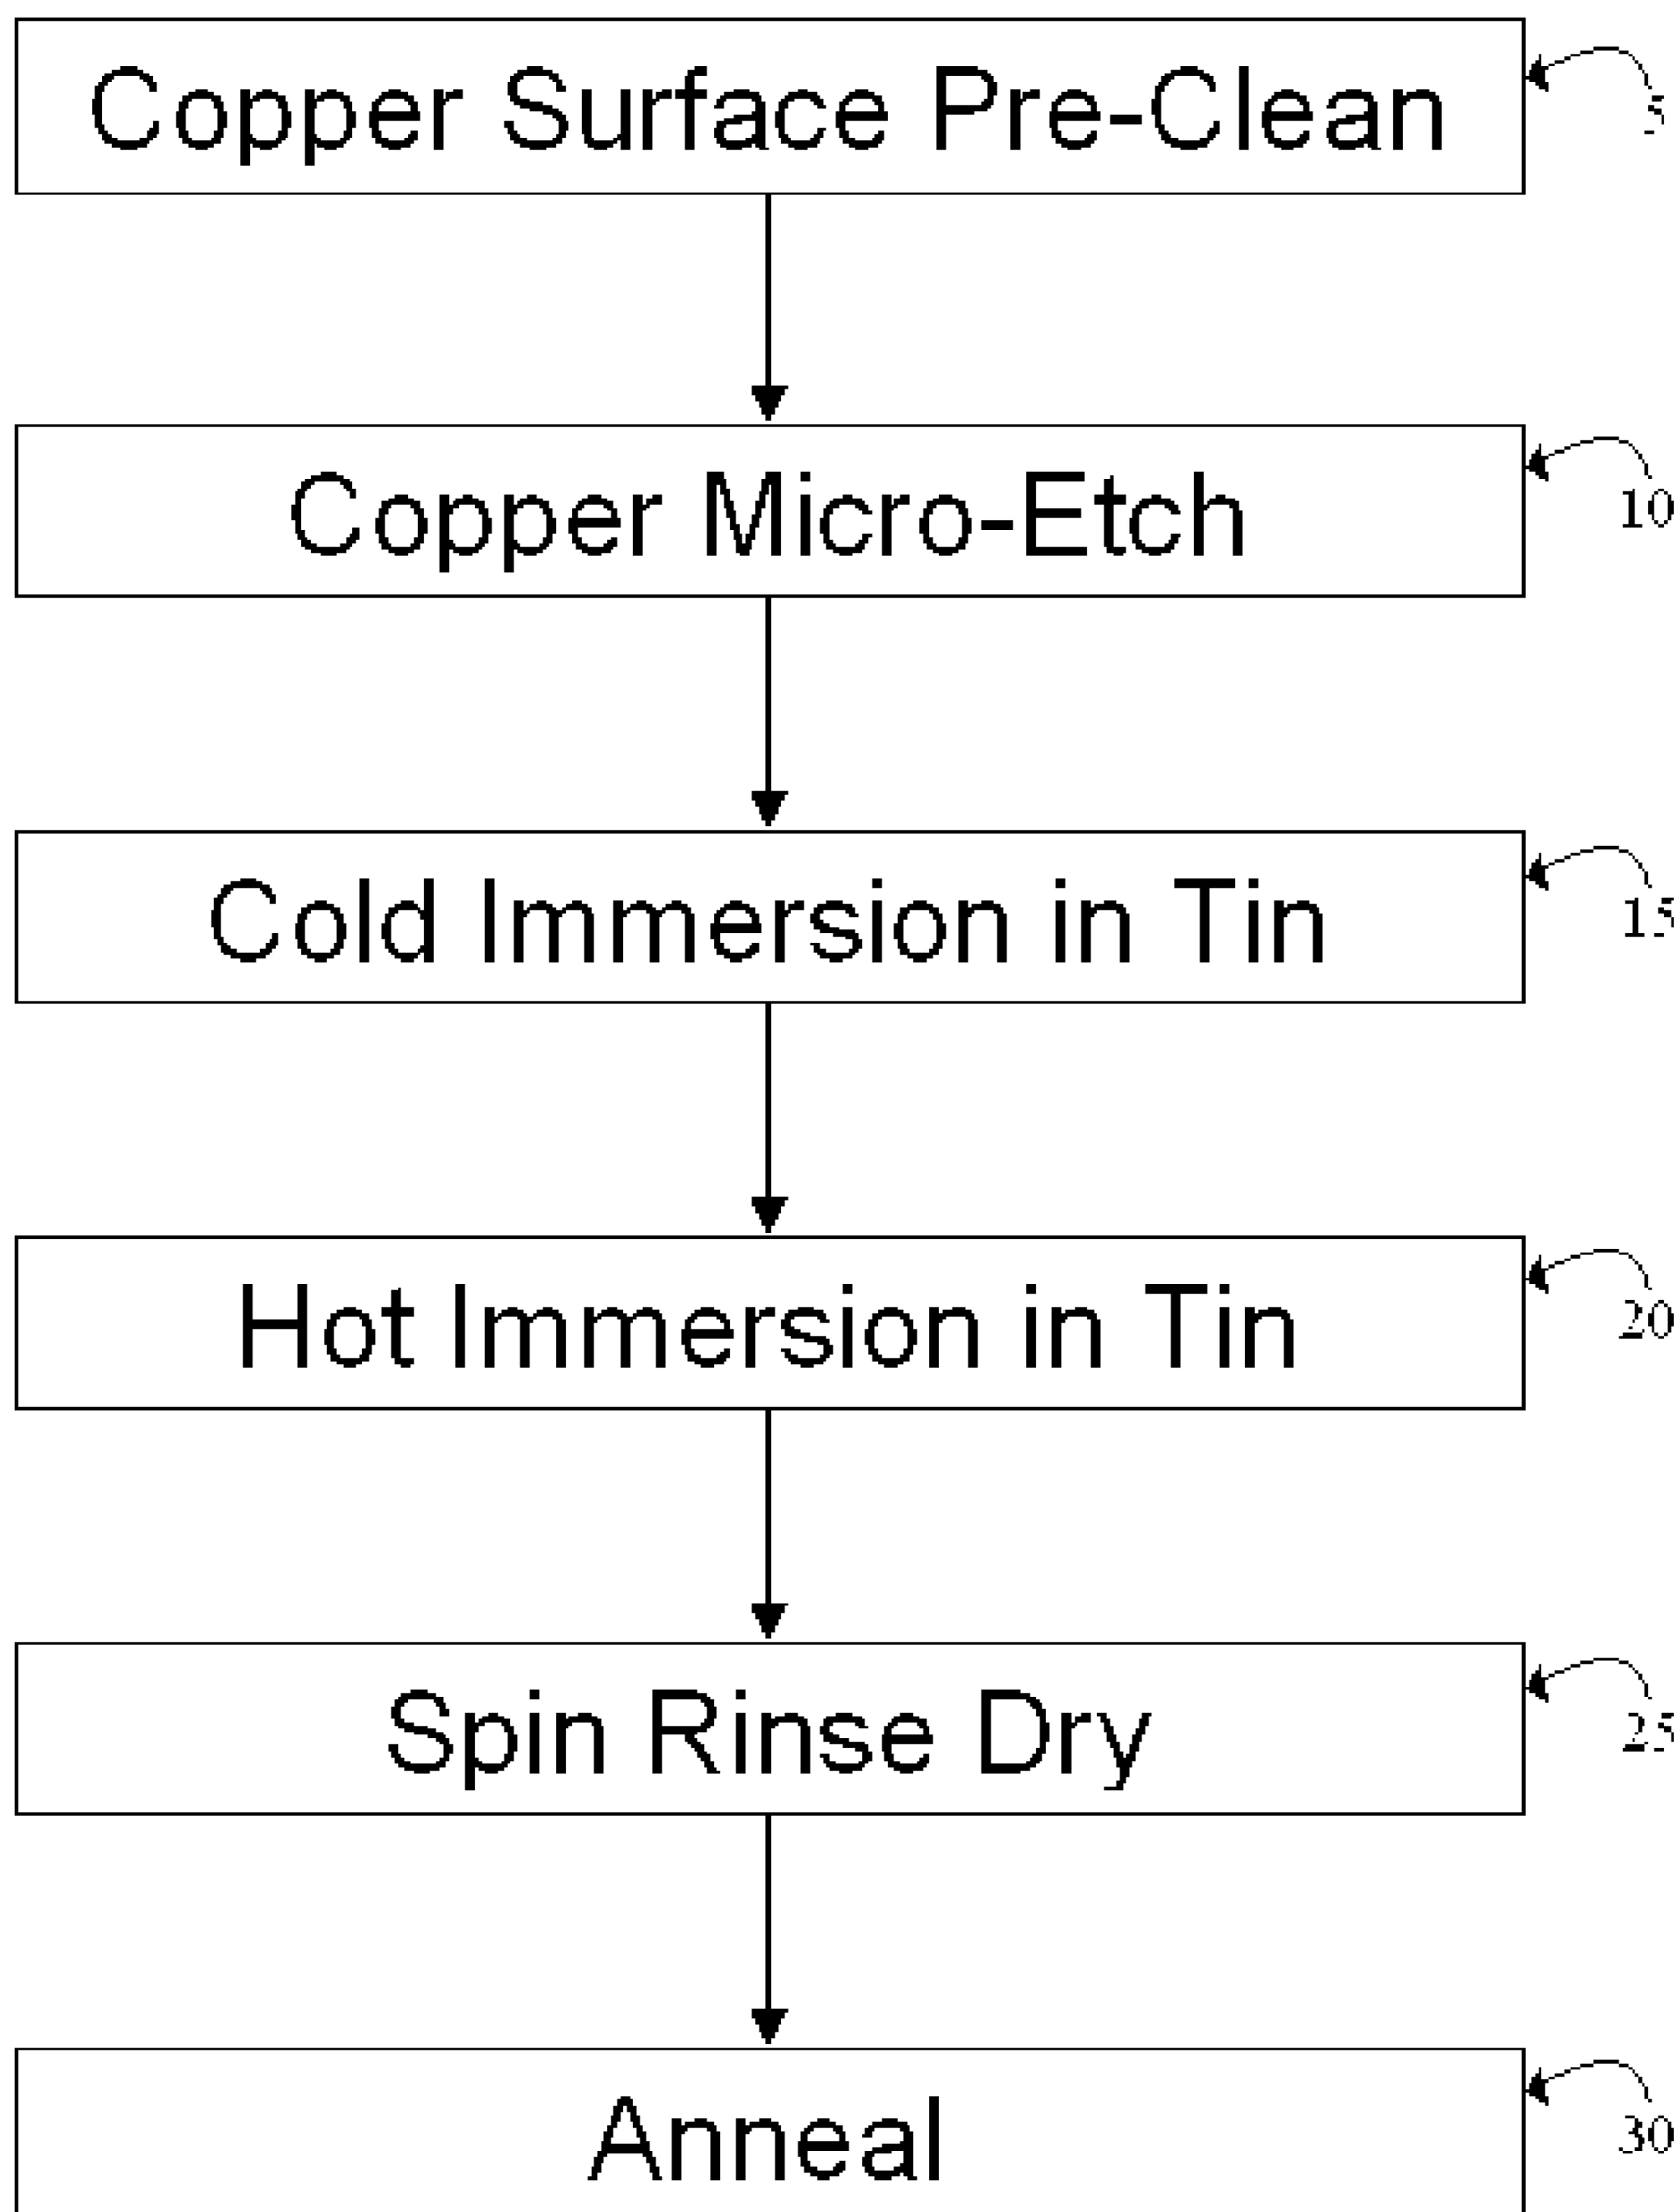 Copper Surface Pre-Clean
5
Copper Micro-Etch
10
Cold Immersion in Tin
15
Hot Immersion in Tin
20
Spin Rinse Dry
25
Anneal
30